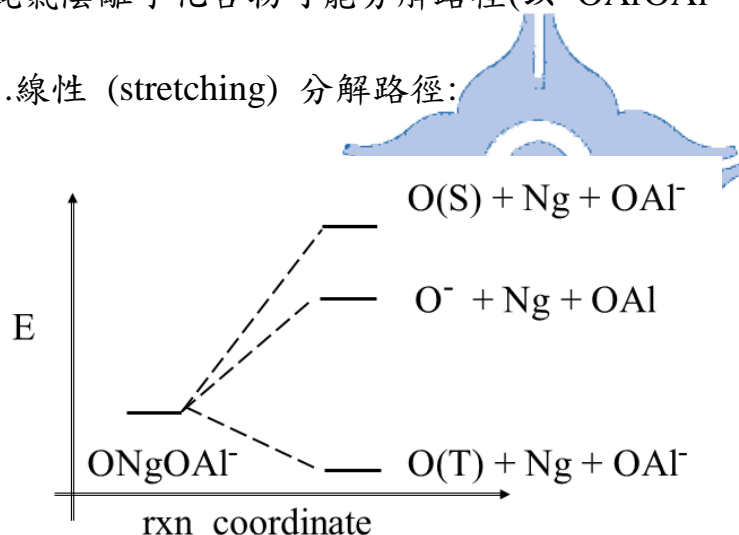 .線性 (stretching) 分解路徑:
O(S) + Ng + OAl⁻
O⁻ + Ng + OAl
E
ONgOAl⁻
O(T) + Ng + OAl⁻
rxn coordinate